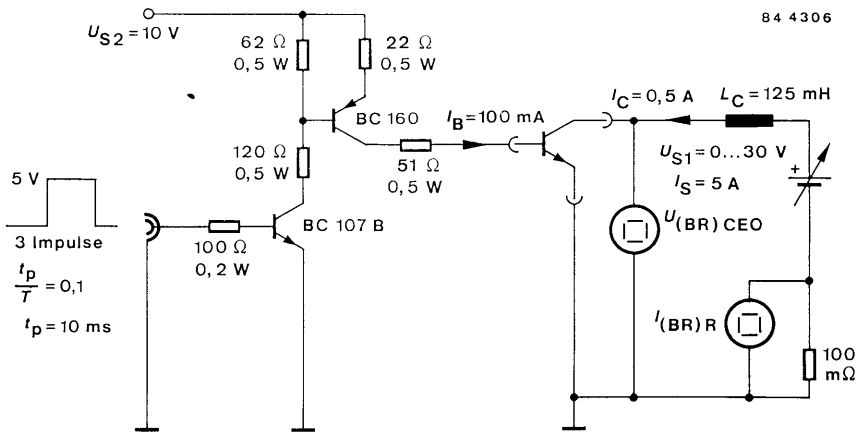 84 4306
U_S2 = 10 V
62 Ω
0,5 W
22 Ω
0,5 W
BC 160
120 Ω
0,5 W
I_B = 100 mA
51 Ω
0,5 W
I_C = 0,5 A
L_C = 125 mH
U_S1 = 0...30 V
I_S = 5 A
+
U_(BR) CEO
5 V
3 Impulse
t_p/T = 0,1
t_p = 10 ms
100 Ω
0,2 W
BC 107 B
I_(BR) R
100
mΩ